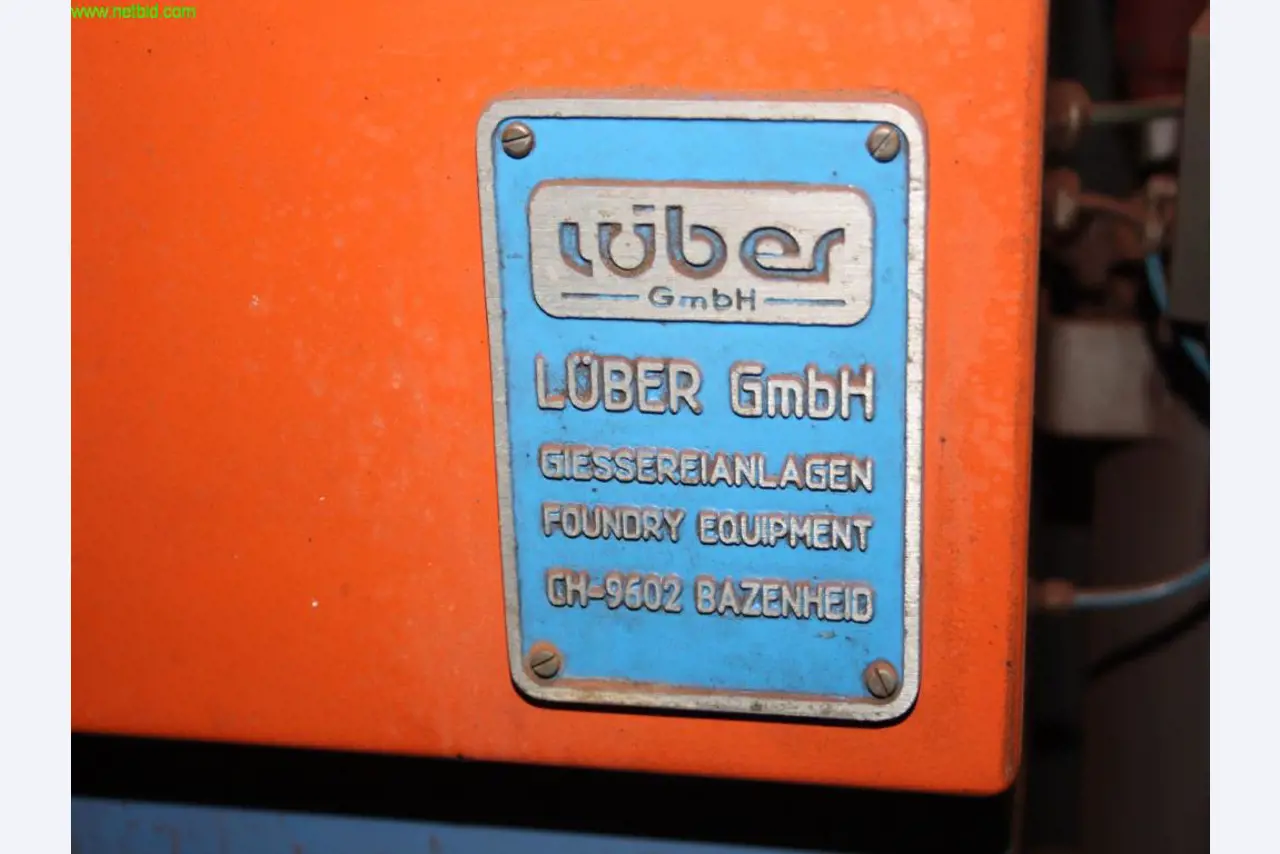 www.netbid.com
lüber
GmbH
LÜBER GmbH
GIESSEREIANLAGEN
FOUNDRY EQUIPMENT
CH-9602 BAZENHEID